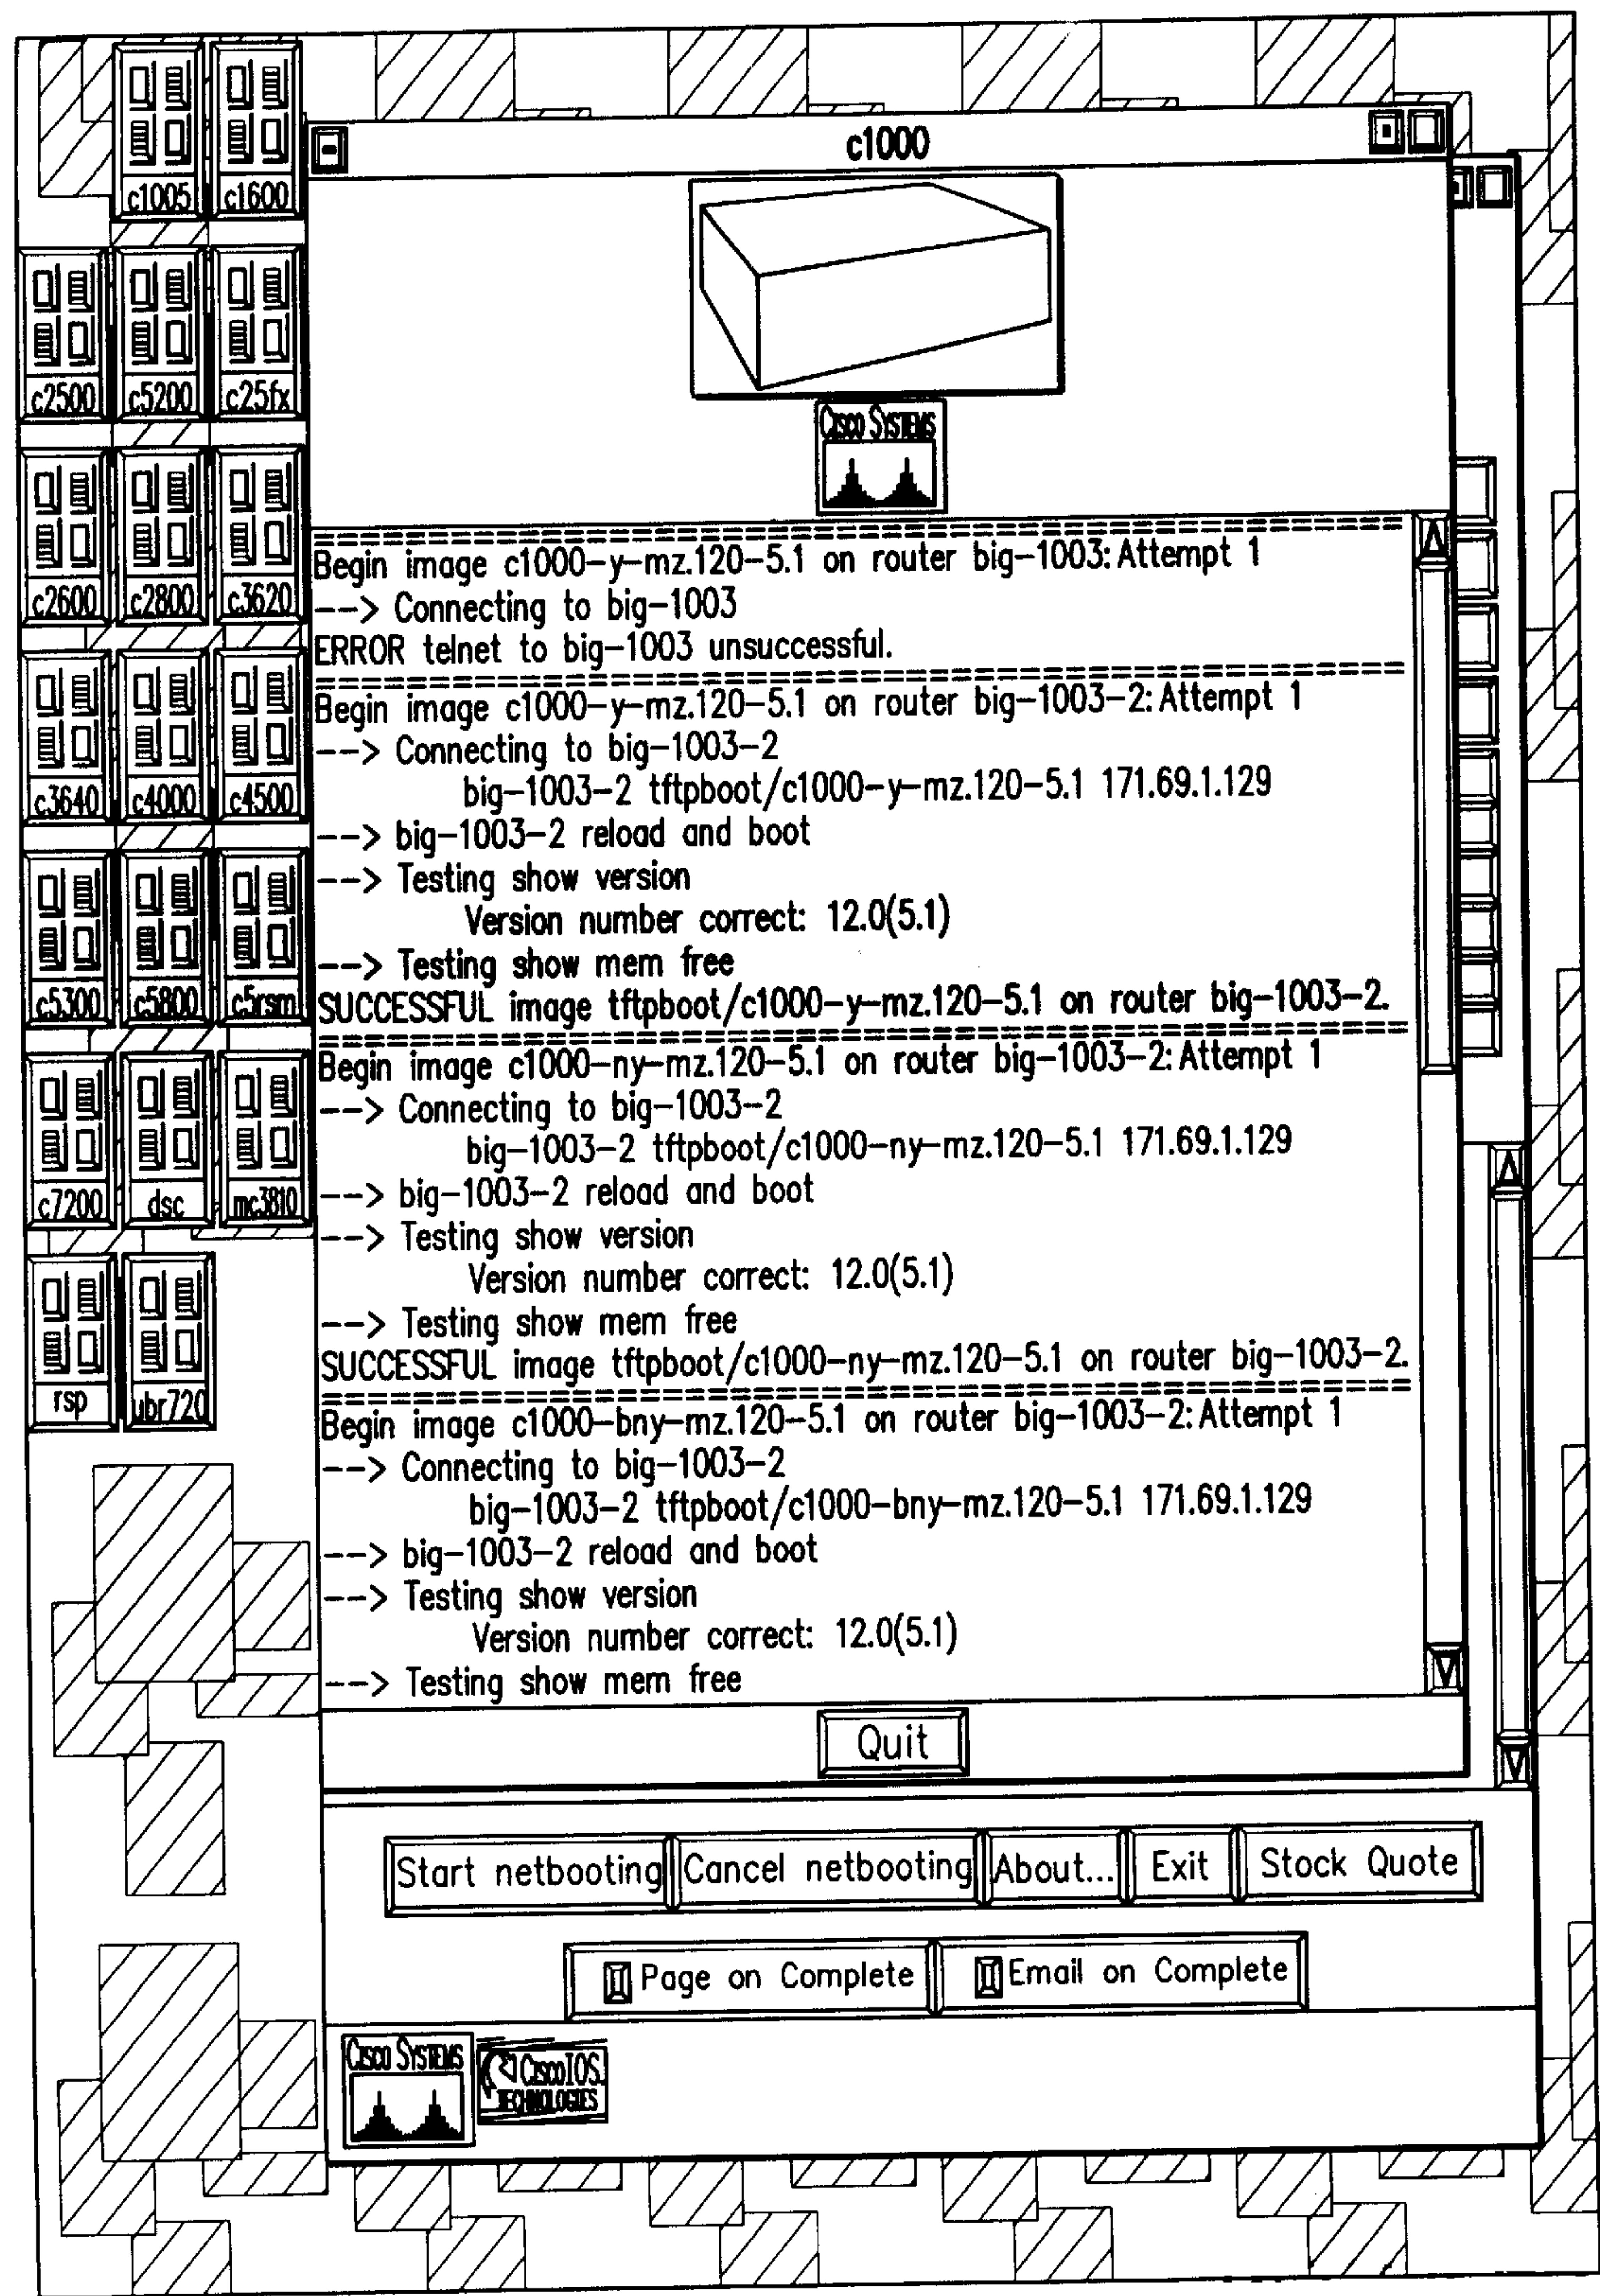 c1005 c1600
c2500 c5200 c25fx
c2600 c2800 c3620
c3640 c4000 c4500
c5300 c5800 c5rsm
c7200 dsc mc3810
rsp ubr720
c1000
CISCO SYSTEMS
================================================
Begin image c1000-y-mz.120-5.1 on router big-1003: Attempt 1
--> Connecting to big-1003
ERROR telnet to big-1003 unsuccessful.
================================================
Begin image c1000-y-mz.120-5.1 on router big-1003-2: Attempt 1
--> Connecting to big-1003-2
big-1003-2 tftpboot/c1000-y-mz.120-5.1 171.69.1.129
--> big-1003-2 reload and boot
--> Testing show version
Version number correct: 12.0(5.1)
--> Testing show mem free
SUCCESSFUL image tftpboot/c1000-y-mz.120-5.1 on router big-1003-2.
================================================
Begin image c1000-ny-mz.120-5.1 on router big-1003-2: Attempt 1
--> Connecting to big-1003-2
big-1003-2 tftpboot/c1000-ny-mz.120-5.1 171.69.1.129
--> big-1003-2 reload and boot
--> Testing show version
Version number correct: 12.0(5.1)
--> Testing show mem free
SUCCESSFUL image tftpboot/c1000-ny-mz.120-5.1 on router big-1003-2.
================================================
Begin image c1000-bny-mz.120-5.1 on router big-1003-2: Attempt 1
--> Connecting to big-1003-2
big-1003-2 tftpboot/c1000-bny-mz.120-5.1 171.69.1.129
--> big-1003-2 reload and boot
--> Testing show version
Version number correct: 12.0(5.1)
--> Testing show mem free
Quit
Start netbooting Cancel netbooting About... Exit Stock Quote
Page on Complete Email on Complete
CISCO SYSTEMS
CISCO IOS
TECHNOLOGIES